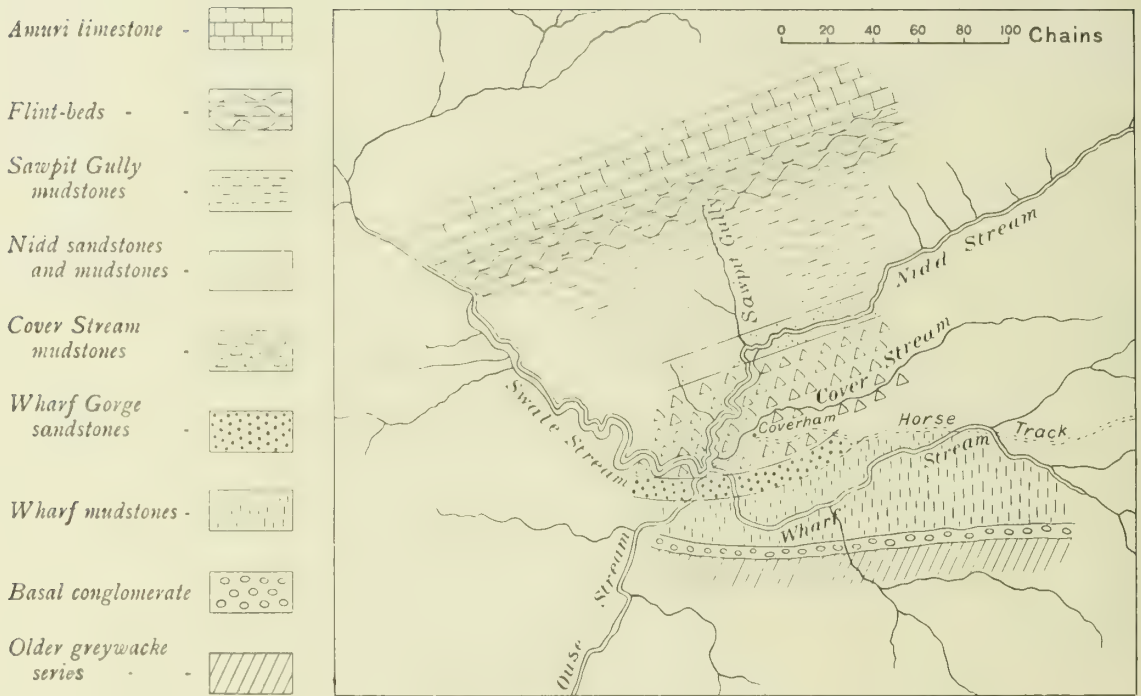 Amuri limestone -
Flint-beds - -
Sawpit Gully
mudstones -
Nidd sandstones
and mudstones -
Cover Stream
mudstones -
Wharf Gorge
sandstones -
Wharf mudstones -
Basal conglomerate
Older greywacke
series - -
0 20 40 60 80 100 Chains
Sawpit Gully
Nidd Stream
Cover Stream
Coverham
Horse Track
Swale Stream
Wharf Stream
Ouse Stream